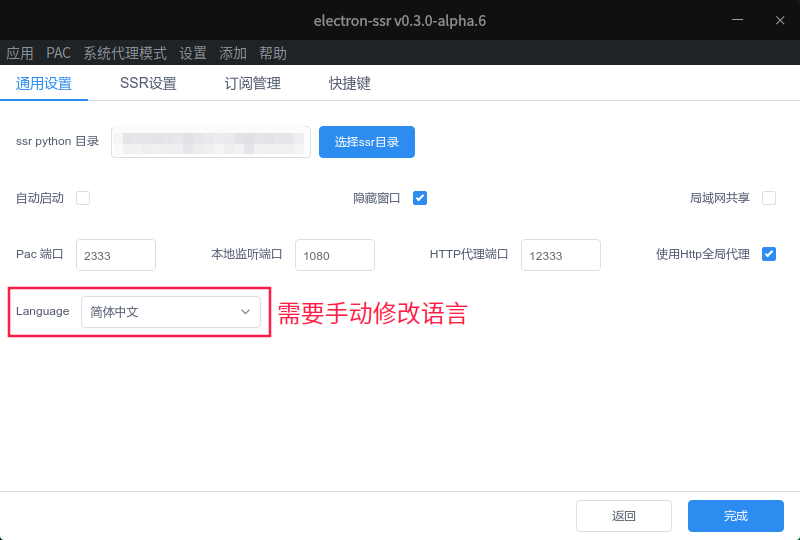 electron-ssr v0.3.0-alpha.6
应用 PAC 系统代理模式 设置 添加 帮助
通用设置 SSR设置 订阅管理 快捷键
ssr python 目录 选择ssr目录
自动启动 隐藏窗口 局域网共享
Pac 端口 2333 本地监听端口 1080 HTTP代理端口 12333 使用Http全局代理
Language 简体中文 需要手动修改语言
返回 完成